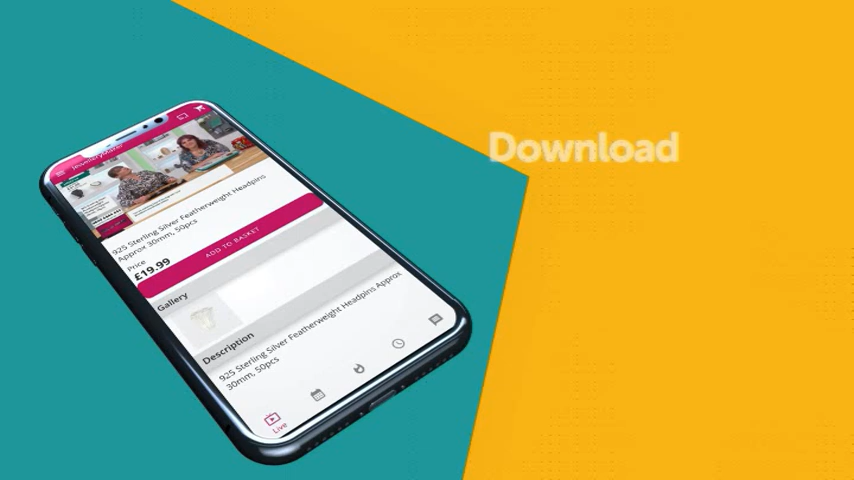 Download
JewelleryMaker
925 Sterling Silver Featherweight Headpins
Approx 30mm, 50pcs
Price
£19.99
ADD TO BASKET
Gallery
Description
925 Sterling Silver Featherweight Headpins Approx
30mm, 50pcs
Live